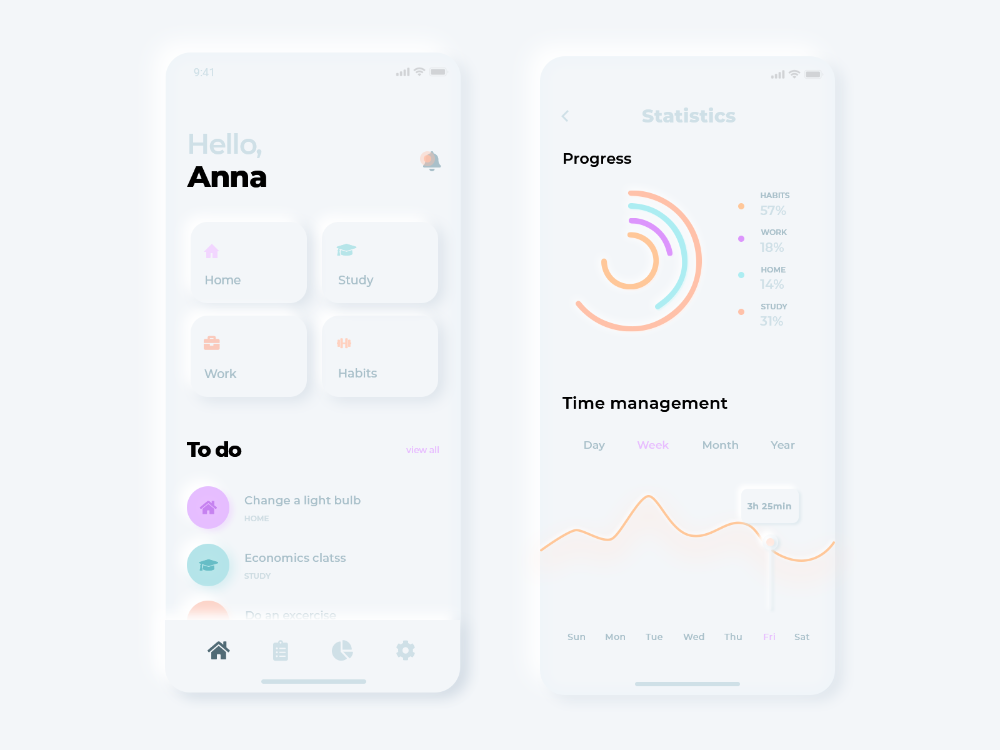 9:41
Hello,
Anna
Home
Study
Work
Habits
To do
view all
Change a light bulb
HOME
Economics clatss
STUDY
Do an excercise
Statistics
Progress
HABITS
57%
WORK
18%
HOME
14%
STUDY
31%
Time management
Day Week Month Year
3h 25min
Sun Mon Tue Wed Thu Fri Sat